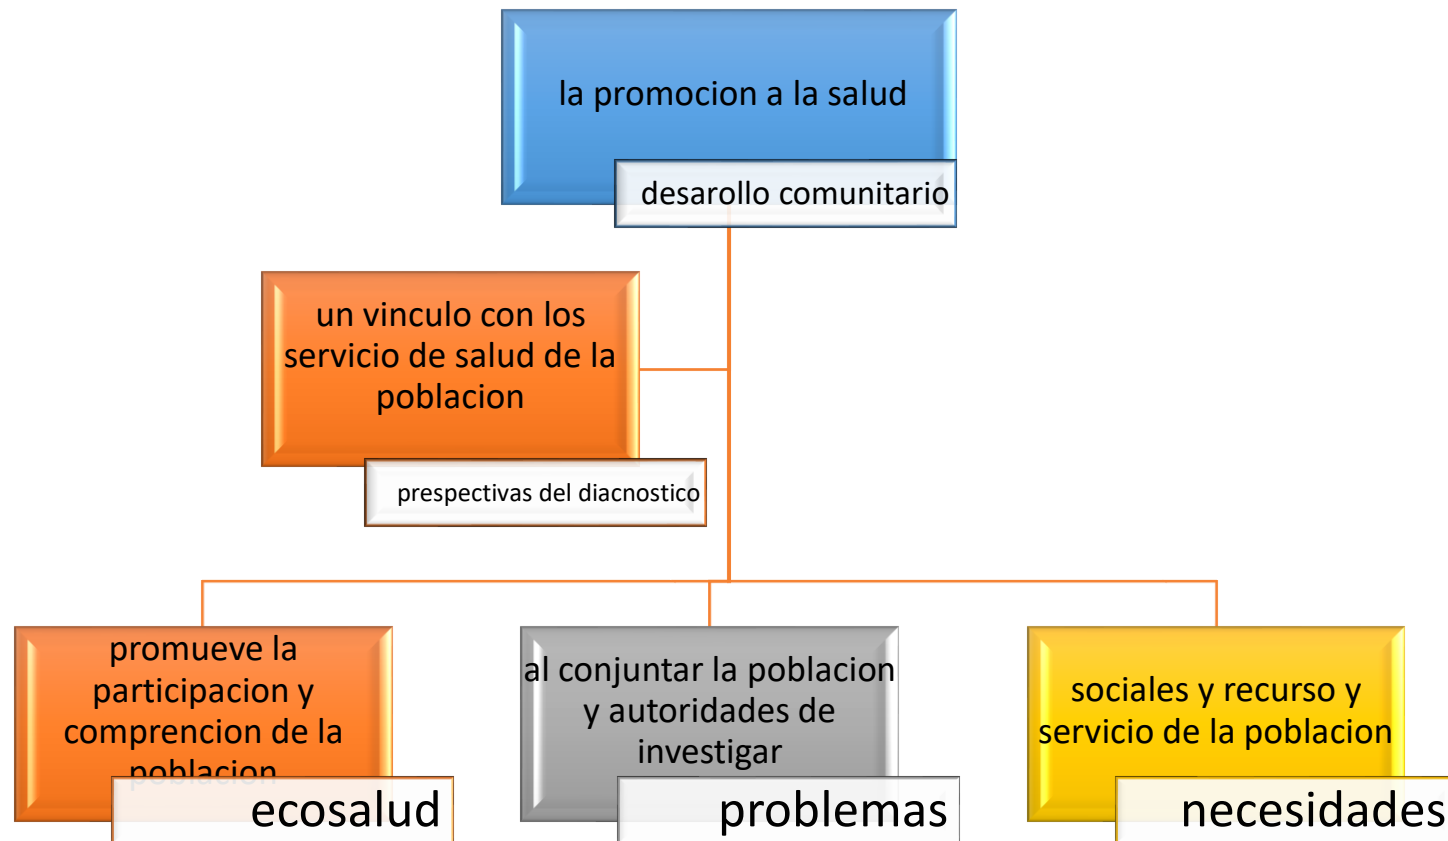 la promocion a la salud
desarollo comunitario
un vinculo con los
servicio de salud de la
poblacion
prespectivas del diacnostico
promueve la
participacion y
comprencion de la
poblacion
ecosalud
al conjuntar la poblacion
y autoridades de
investigar
problemas
sociales y recurso y
servicio de la poblacion
necesidades